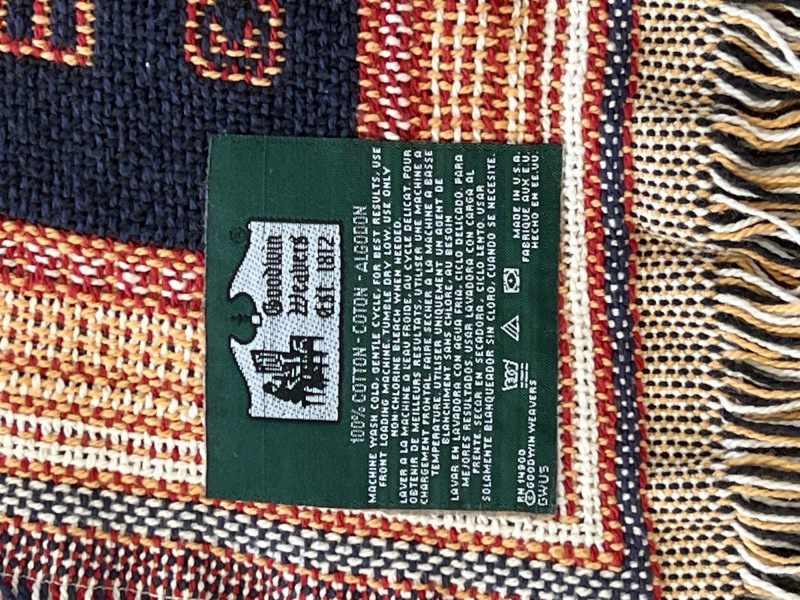 ®
Goodwin
Weavers
Est 1812
100% COTTON - COTON - ALGODON
MACHINE WASH COLD, GENTLE CYCLE. FOR BEST RESULTS, USE
FRONT LOADING MACHINE. TUMBLE DRY LOW. USE ONLY
NON-CHLORINE BLEACH WHEN NEEDED.
LAVER A LA MACHINE A L'EAU FROIDE, AU CYCLE DELICAT. POUR
OBTENIR DE MEILLEURS RESULTATS, UTILISER UNE MACHINE A
CHARGEMENT FRONTAL. FAIRE SECHER A LA MACHINE A BASSE
TEMPERATURE. UTILISER UNIQUEMENT UN AGENT DE
BLANCHIMENT SANS CHLORE, AU BESOIN.
LAVAR EN LAVADORA CON AGUA FRIA, CICLO DELICADO. PARA
MEJORES RESULTADOS, USAR LAVADORA CON CARGA AL
FRENTE. SECAR EN SECADORA, CICLO LENTO. USAR
SOLAMENTE BLANQUEADOR SIN CLORO, CUANDO SE NECESITE.
RN 14900
©GOODWIN WEAVERS
GWUS
MADE IN U.S.A.
FABRIQUE AUX E.U.
HECHO EN EE.UU.